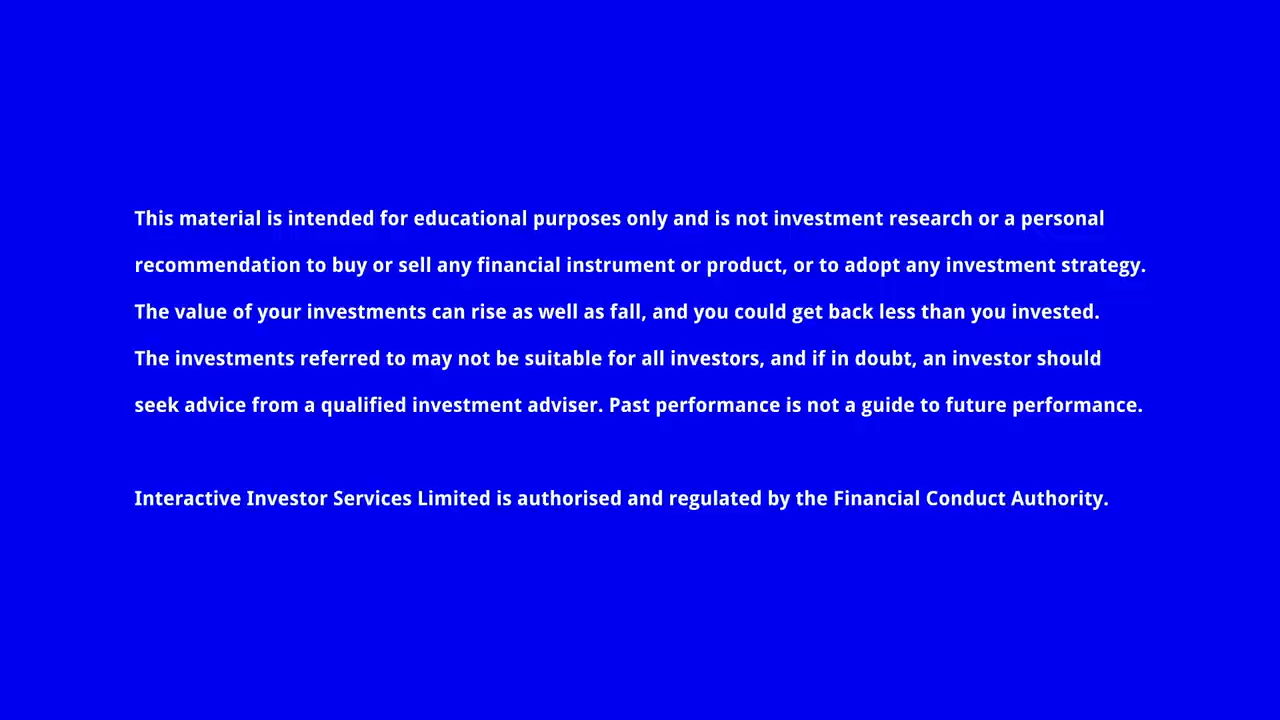 This material is intended for educational purposes only and is not investment research or a personal
recommendation to buy or sell any financial instrument or product, or to adopt any investment strategy.
The value of your investments can rise as well as fall, and you could get back less than you invested.
The investments referred to may not be suitable for all investors, and if in doubt, an investor should
seek advice from a qualified investment adviser. Past performance is not a guide to future performance.
Interactive Investor Services Limited is authorised and regulated by the Financial Conduct Authority.